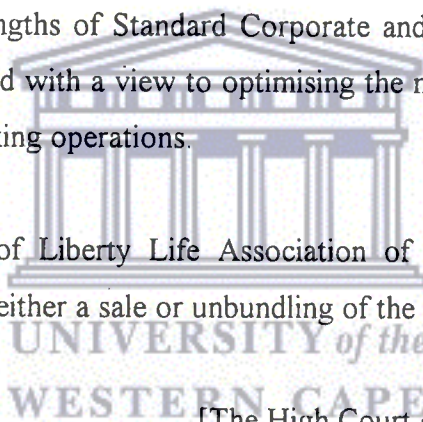 ngths of Standard Corporate and
d with a view to optimising the
ing operations.
of Liberty Life Association of
either a sale or unbundling of the
UNIVERSITY of the
WESTERN CAPE
[The High Court